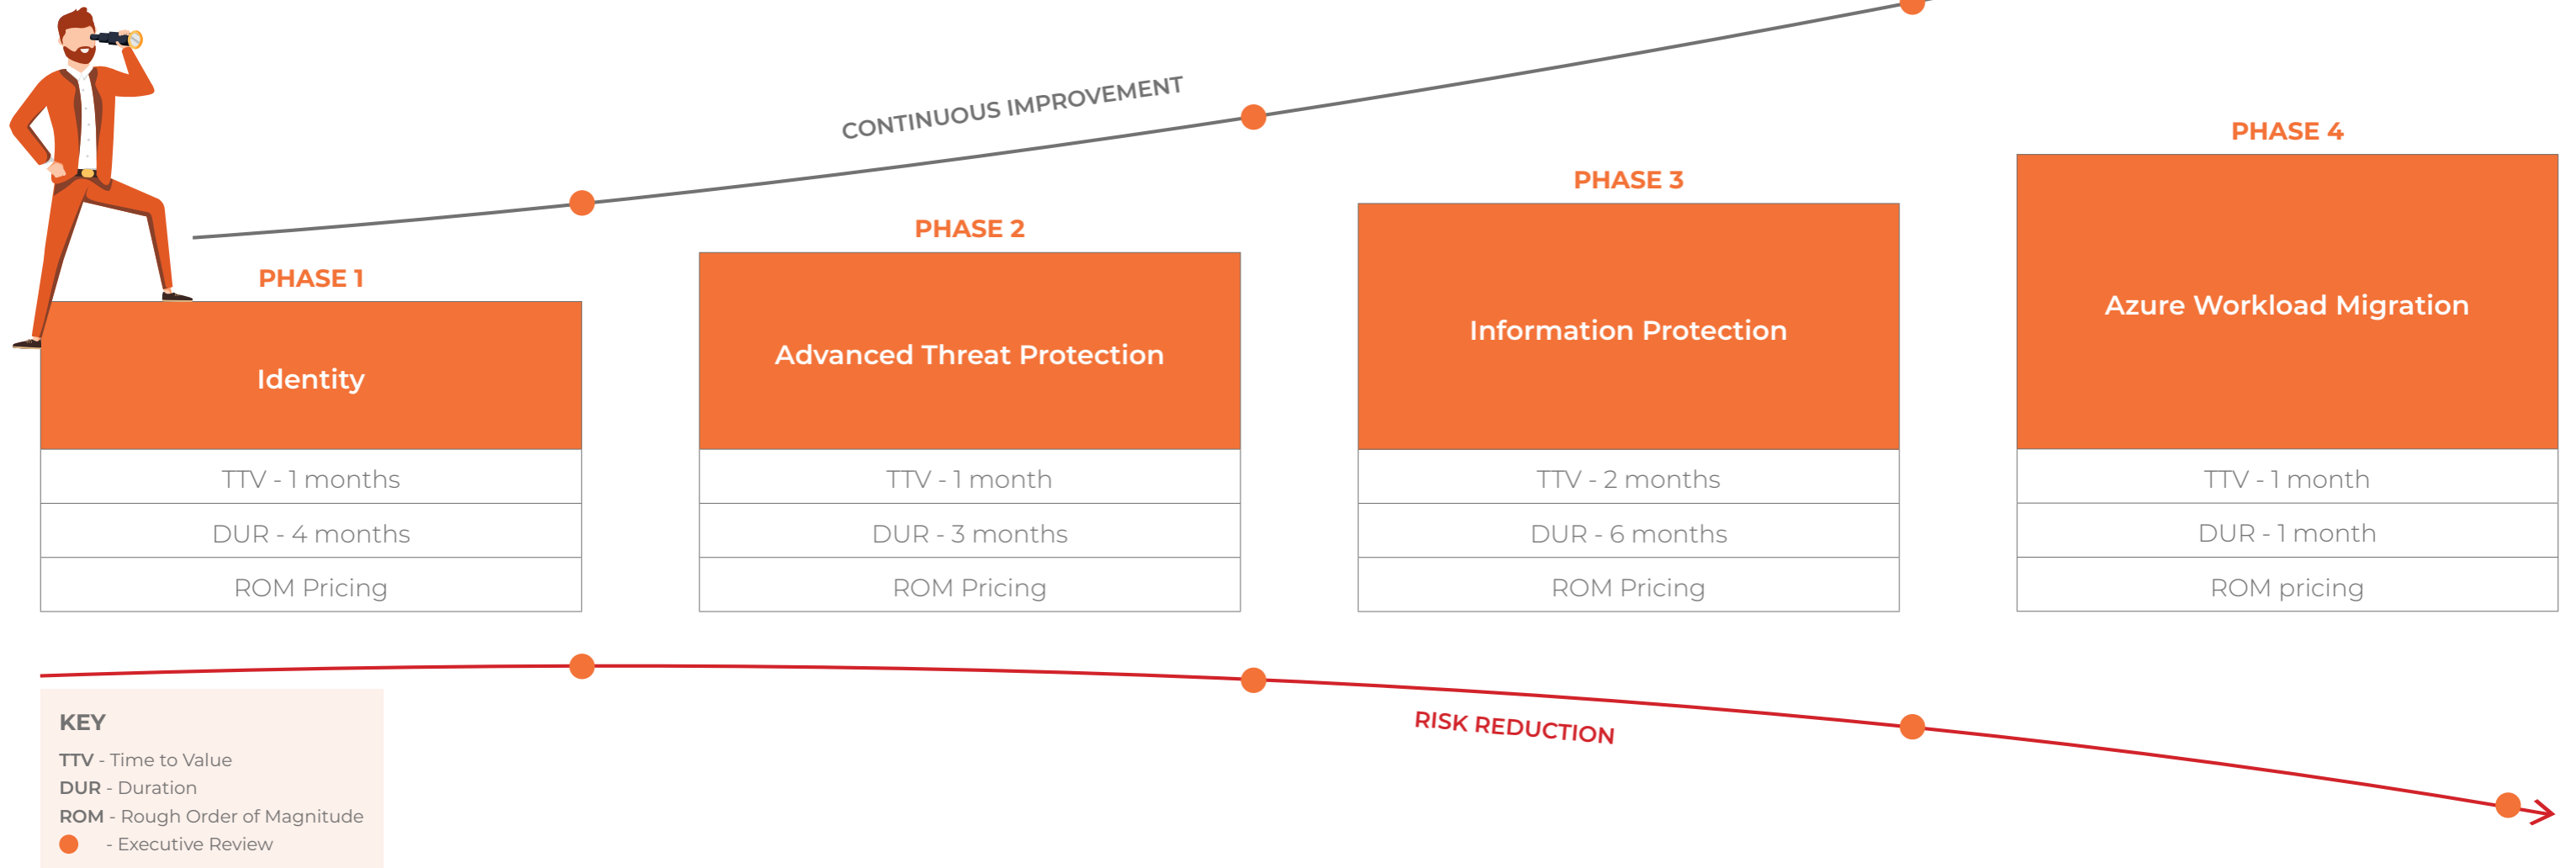 CONTINUOUS IMPROVEMENT
PHASE 1
Identity
TTV - 1 months
DUR - 4 months
ROM Pricing
PHASE 2
Advanced Threat Protection
TTV - 1 month
DUR - 3 months
ROM Pricing
PHASE 3
Information Protection
TTV - 2 months
DUR - 6 months
ROM Pricing
PHASE 4
Azure Workload Migration
TTV - 1 month
DUR - 1 month
ROM pricing
RISK REDUCTION
KEY
TTV - Time to Value
DUR - Duration
ROM - Rough Order of Magnitude
- Executive Review